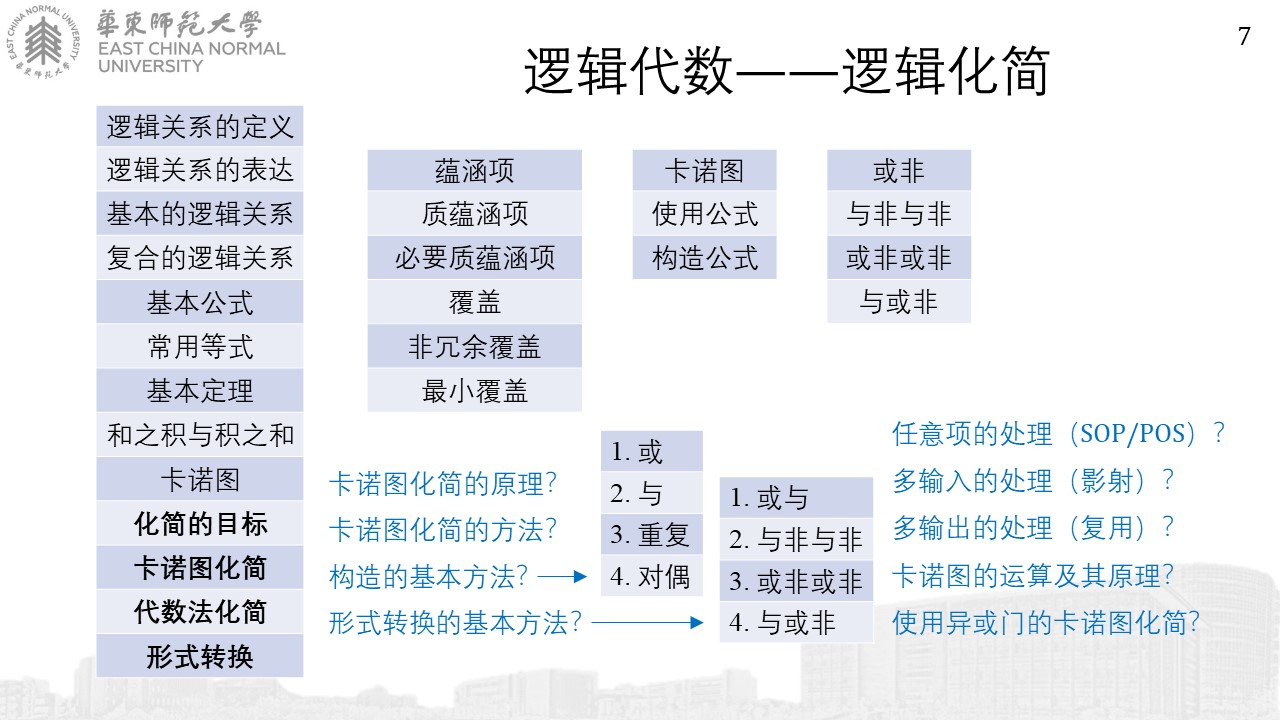 華東師範大學
EAST CHINA NORMAL
UNIVERSITY
EAST CHINA NORMAL UNIVERSITY
華東師範大學
7
逻辑代数——逻辑化简
逻辑关系的定义
逻辑关系的表达
基本的逻辑关系
复合的逻辑关系
基本公式
常用等式
基本定理
和之积与积之和
卡诺图
化简的目标
卡诺图化简
代数法化简
形式转换
蕴涵项
质蕴涵项
必要质蕴涵项
覆盖
非冗余覆盖
最小覆盖
卡诺图
使用公式
构造公式
或非
与非与非
或非或非
与或非
卡诺图化简的原理?
卡诺图化简的方法?
构造的基本方法?
形式转换的基本方法?
1. 或
2. 与
3. 重复
4. 对偶
1. 或与
2. 与非与非
3. 或非或非
4. 与或非
任意项的处理（SOP/POS）?
多输入的处理（影射）?
多输出的处理（复用）?
卡诺图的运算及其原理?
使用异或门的卡诺图化简?